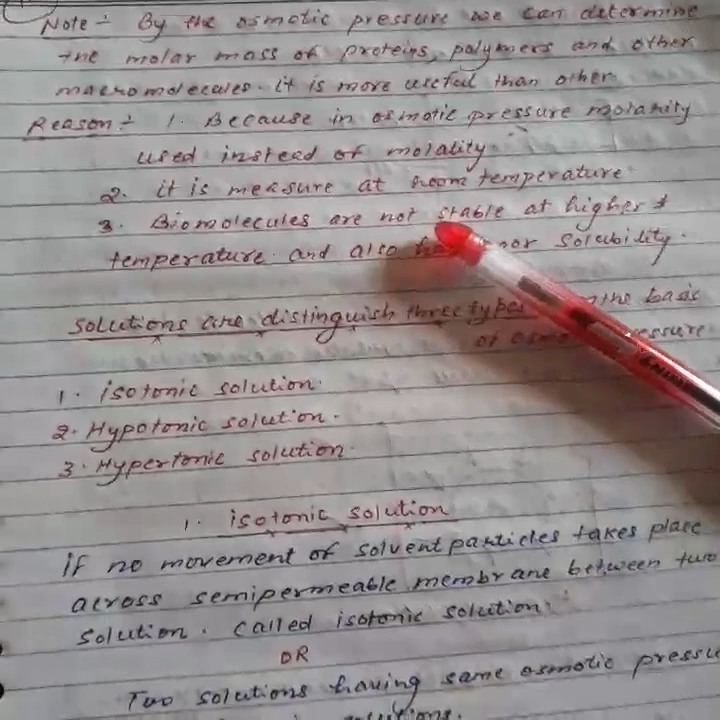 Note :- By the osmotic pressure we can determine
the molar mass of proteins, polymers and other
macromolecules. it is more useful than other
Reason :- 1. Because in osmotic pressure molarity
used instead of molality.
2. it is measure at room temperature
3. Biomolecules are not stable at higher
temperature and also solubility.
Solutions are distinguish three types the basis
of
1. isotonic solution.
2. Hypotonic solution.
3. Hypertonic solution.
1. isotonic solution
if no movement of solvent particles takes place
across semipermeable membrane between two
solution. called isotonic solution.
OR
Two solutions having same osmotic